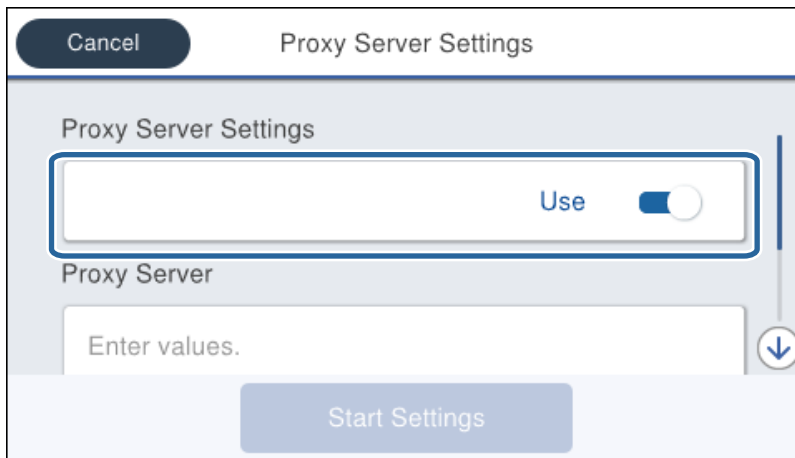 Cancel
Proxy Server Settings
Proxy Server Settings
Use
Proxy Server
Enter values.
Start Settings